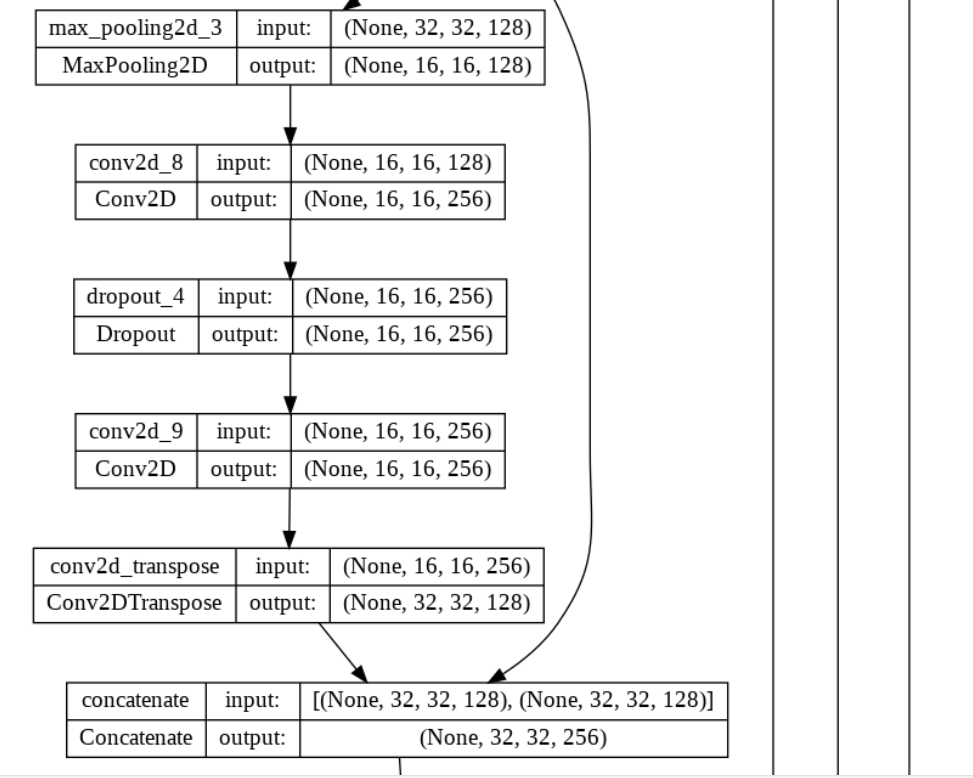 max_pooling2d_3 input: (None, 32, 32, 128)
MaxPooling2D output: (None, 16, 16, 128)
conv2d_8 input: (None, 16, 16, 128)
Conv2D output: (None, 16, 16, 256)
dropout_4 input: (None, 16, 16, 256)
Dropout output: (None, 16, 16, 256)
conv2d_9 input: (None, 16, 16, 256)
Conv2D output: (None, 16, 16, 256)
conv2d_transpose input: (None, 16, 16, 256)
Conv2DTranspose output: (None, 32, 32, 128)
concatenate input: [(None, 32, 32, 128), (None, 32, 32, 128)]
Concatenate output: (None, 32, 32, 256)